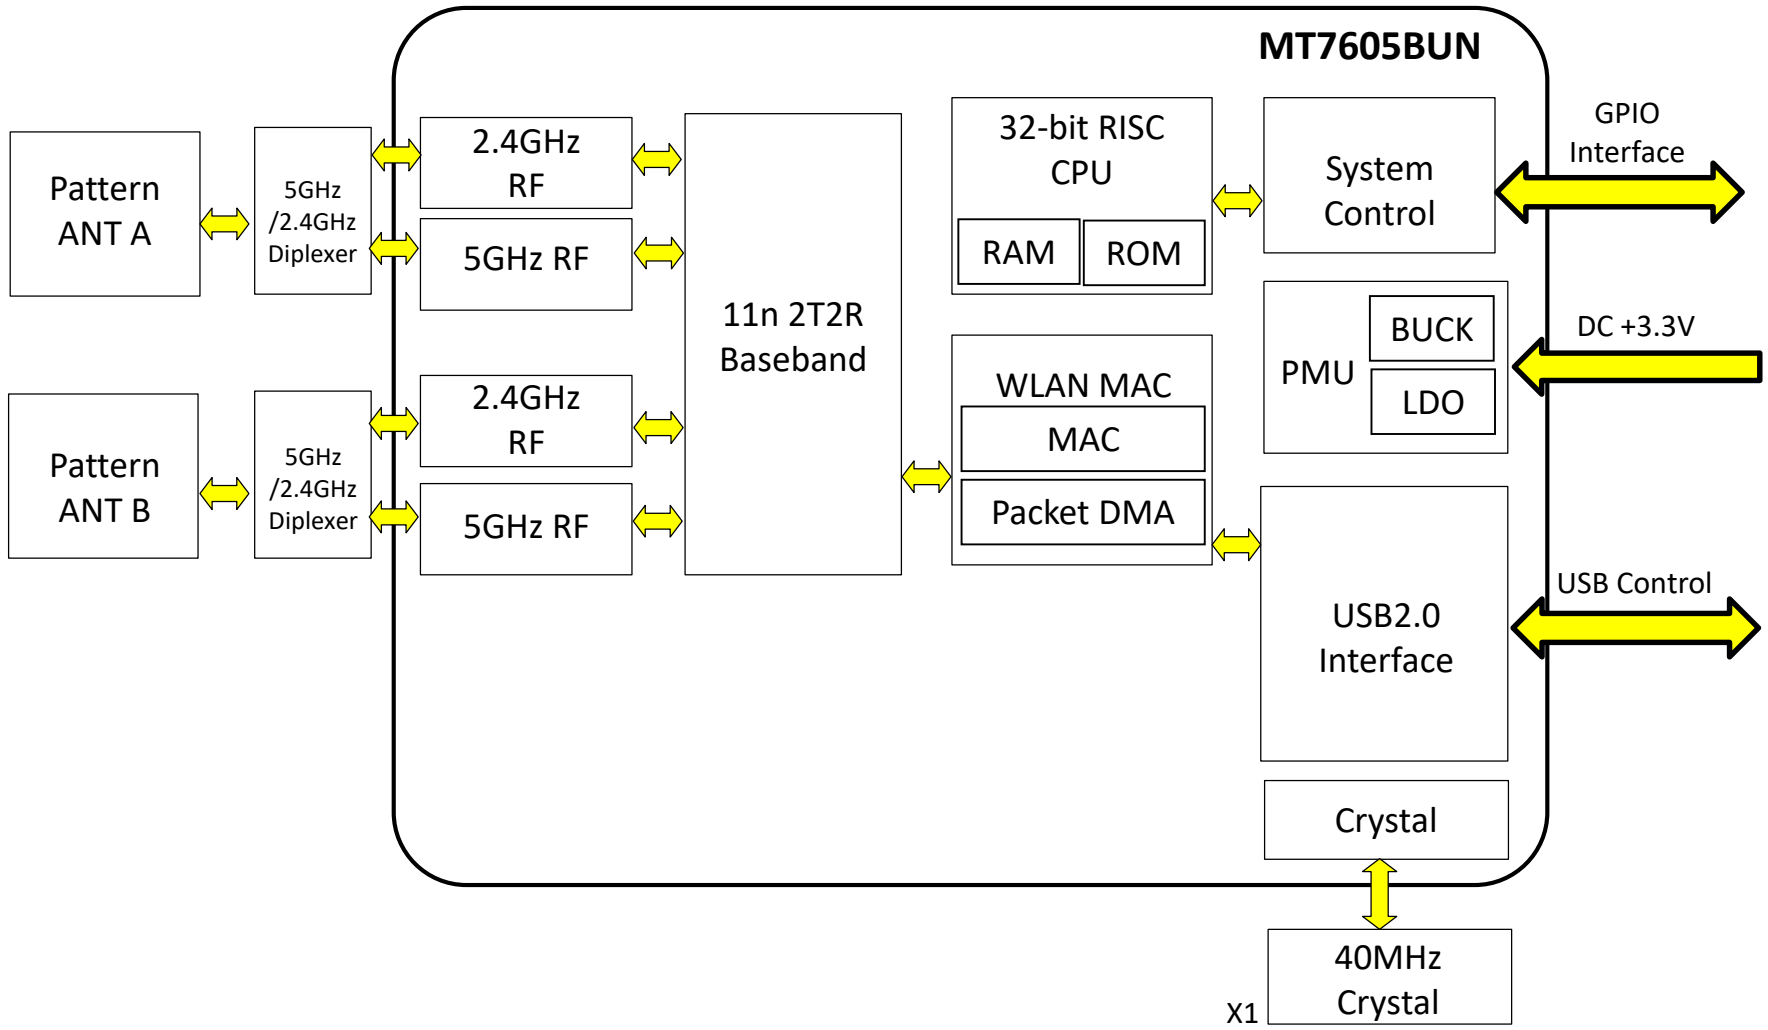 MT7605BUN
Pattern
ANT A
5GHz
/2.4GHz
Diplexer
2.4GHz
RF
5GHz RF
Pattern
ANT B
5GHz
/2.4GHz
Diplexer
2.4GHz
RF
5GHz RF
11n 2T2R
Baseband
32-bit RISC
CPU
RAM
ROM
WLAN MAC
MAC
Packet DMA
System
Control
PMU
BUCK
LDO
USB2.0
Interface
Crystal
GPIO
Interface
DC +3.3V
USB Control
40MHz
Crystal
X1